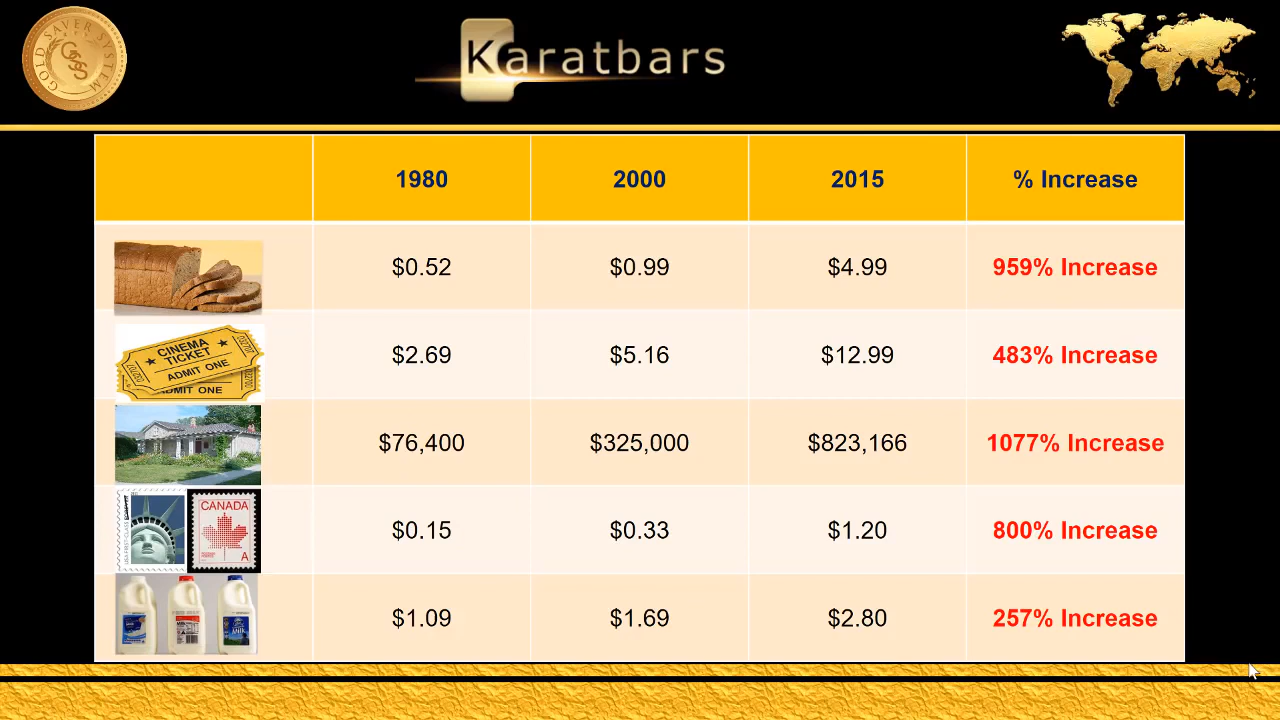 GOLD SAVER SYSTEM
GSS
Karatbars
1980 2000 2015 % Increase
$0.52 $0.99 $4.99 959% Increase
CINEMA
TICKET
ADMIT ONE
ADMIT ONE
$2.69 $5.16 $12.99 483% Increase
$76,400 $325,000 $823,166 1077% Increase
CANADA
A
$0.15 $0.33 $1.20 800% Increase
$1.09 $1.69 $2.80 257% Increase